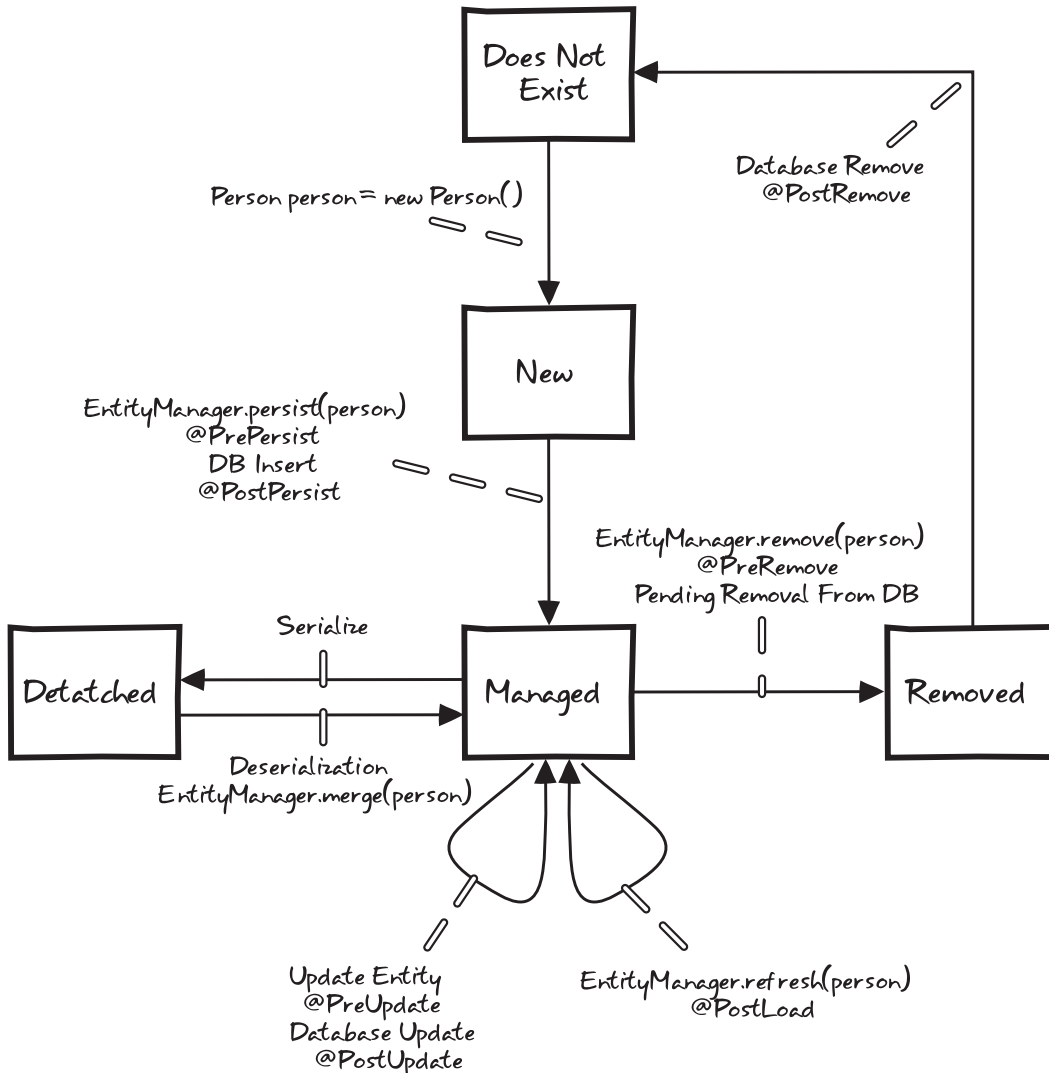 Does Not
Exist
Database Remove
@PostRemove
Person person = new Person()
New
EntityManager.persist(person)
@PrePersist
DB Insert
@PostPersist
EntityManager.remove(person)
@PreRemove
Pending Removal From DB
Serialize
Detatched
Managed
Removed
Deserialization
EntityManager.merge(person)
Update Entity
@PreUpdate
Database Update
@PostUpdate
EntityManager.refresh(person)
@PostLoad